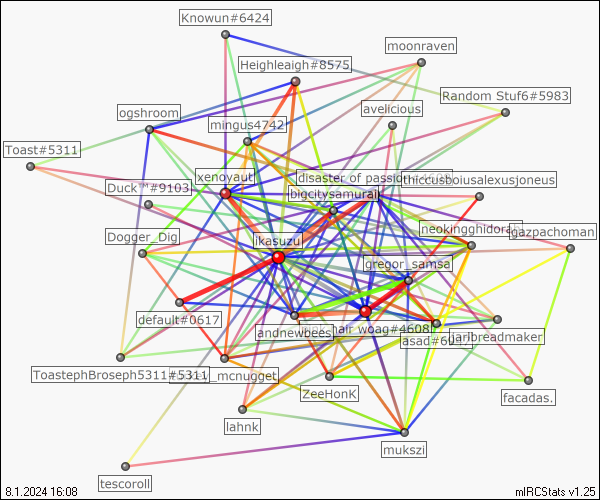 Knowun#6424
moonraven
Heighleaigh#8575
Random Stuf6#5983
avelicious
ogshroom
mingus4742
Toast#5311
xenoyaut
disaster of passion
thiccusboiusalexusjoneus
Duck™#9103
bigcitysamurai
Dogger_Dig
ikasuzu
neokingghidora
gazpachoman
gregor_samsa
default#0617
andnewbees
hair woag#4608
asad#6
jaribreadmaker
ToastephBroseph5311#5311
_mcnugget
ZeeHonK
facadas.
lahnk
mukszi
tescoroll
8.1.2024 16:08
mIRCStats v1.25